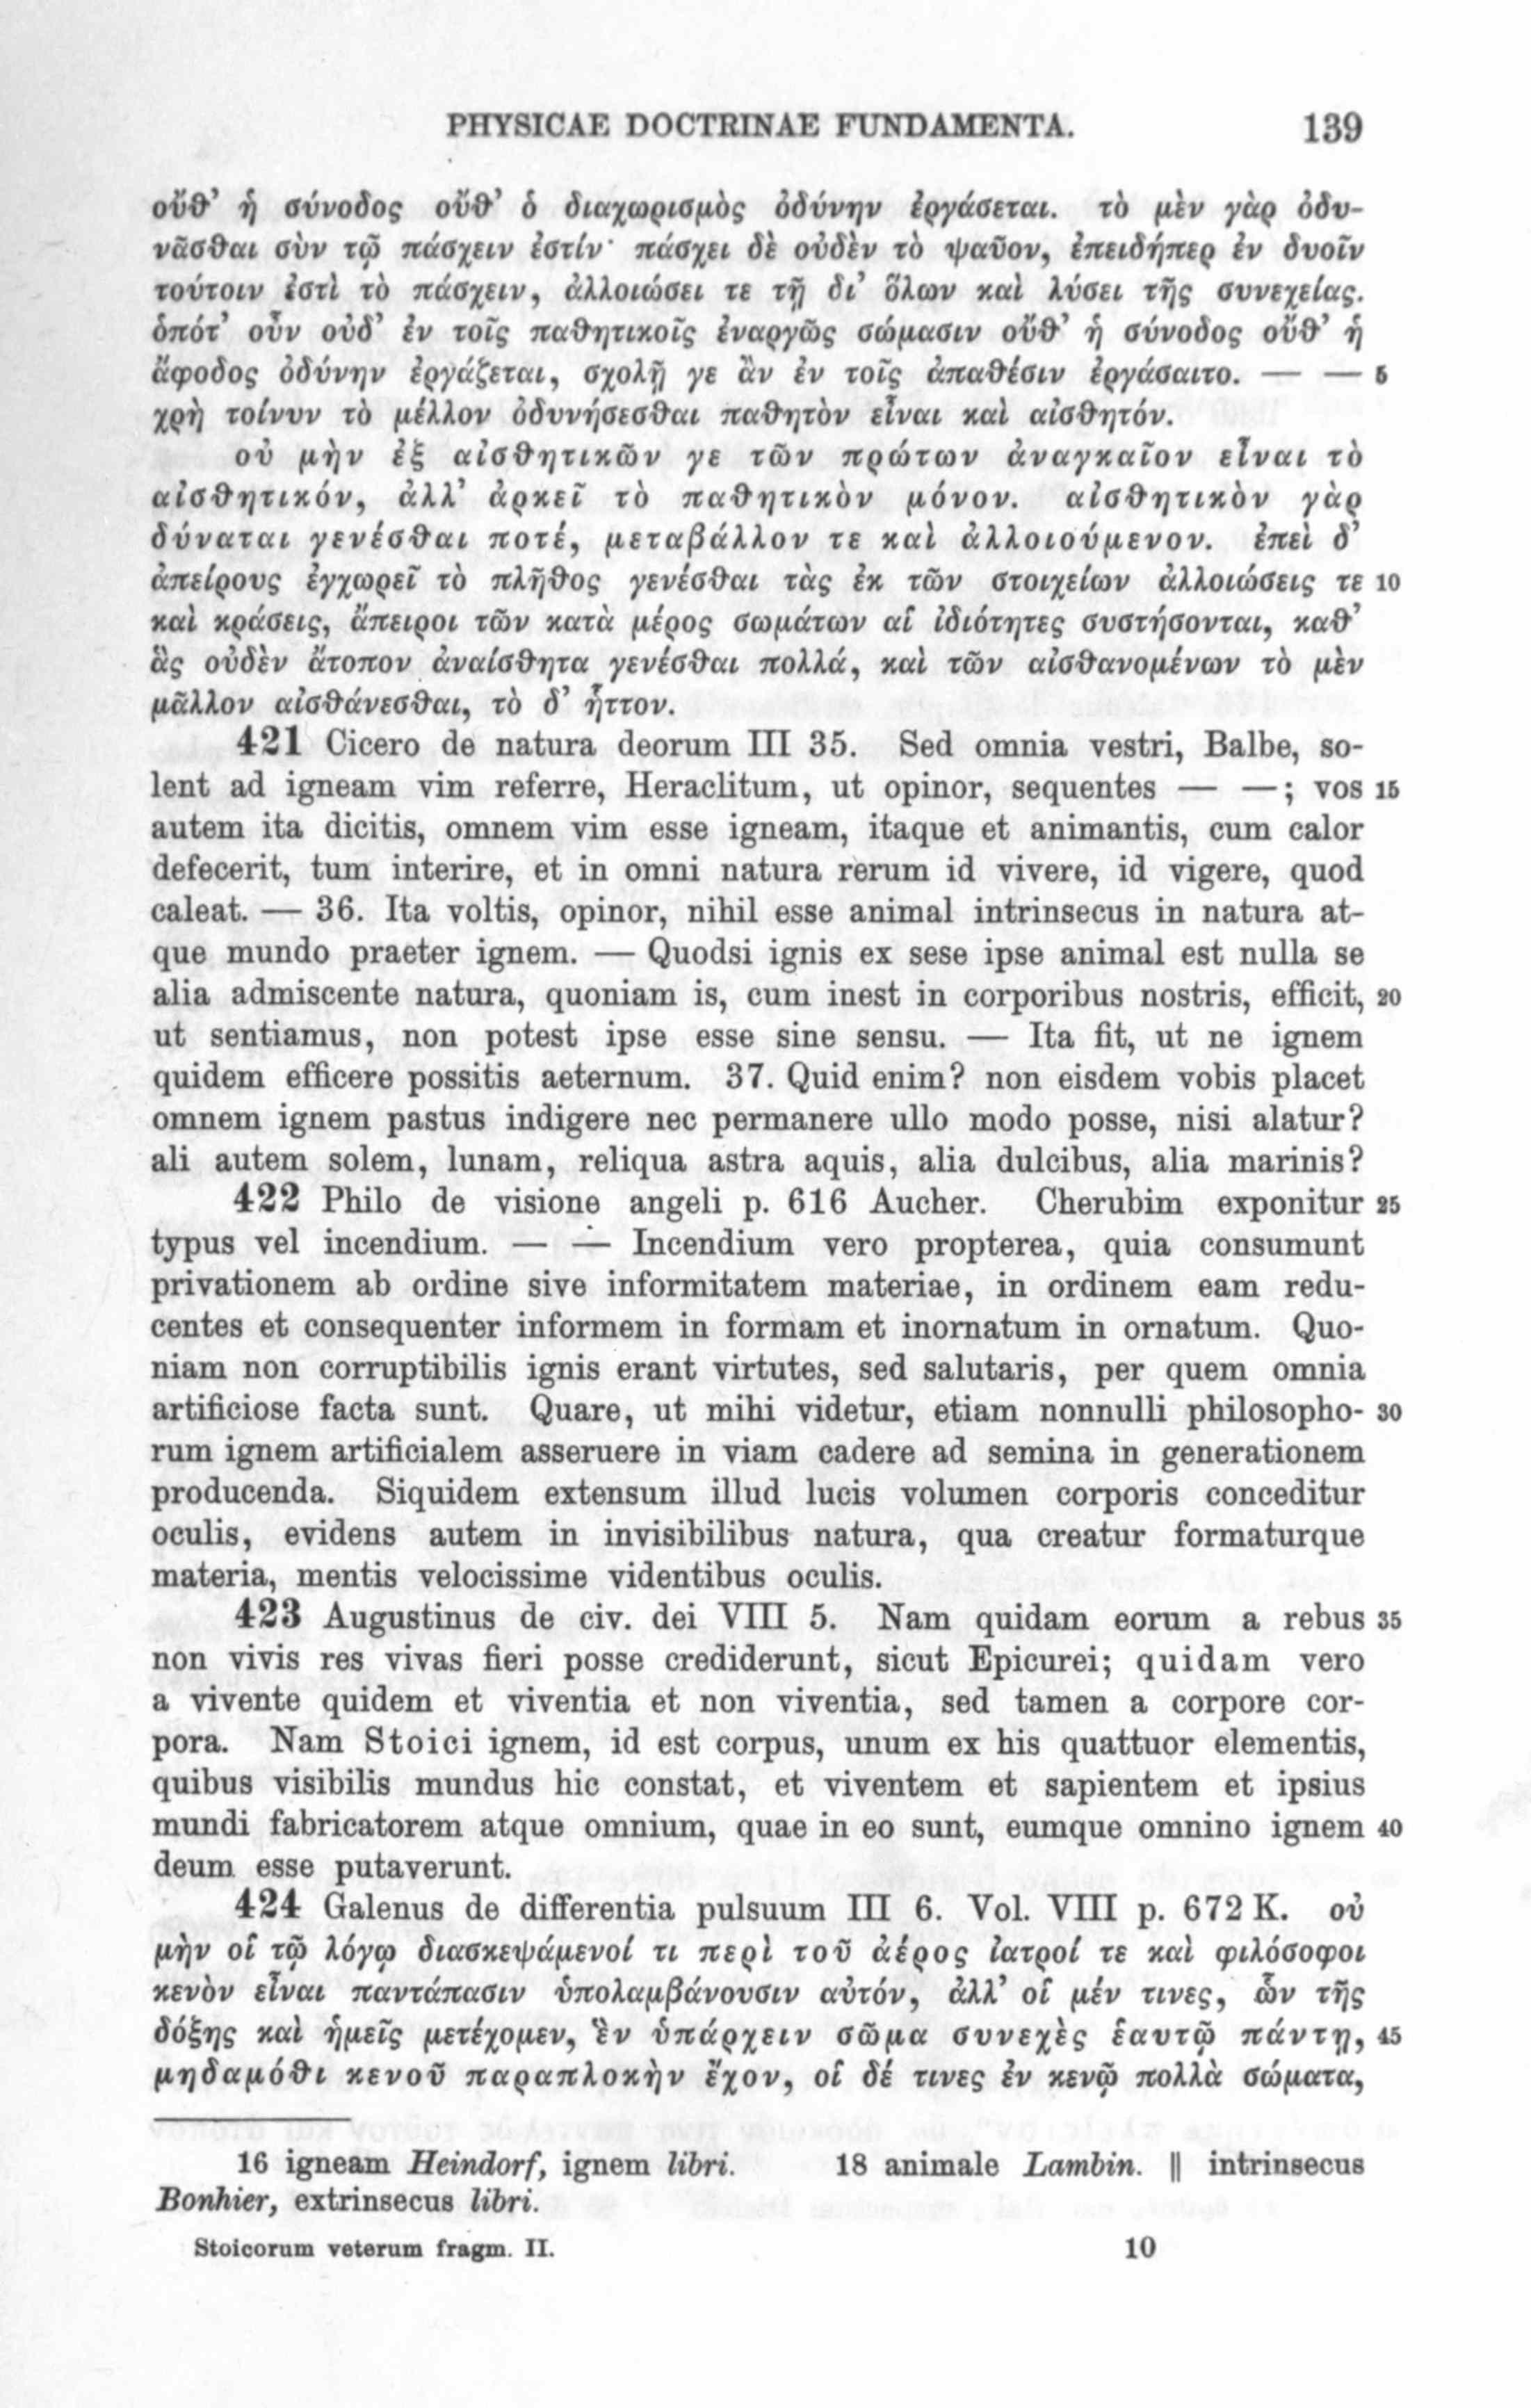 PHYSICAE DOCTRINAE FUNDAMENTA. 139
οὔθ’ ἡ σύνοδος οὔθ’ ὁ διαχωρισμὸς ὀδύνην ἐργάσεται. τὸ μὲν γὰρ ὀδυ-
νᾶσθαι σὺν τῷ πάσχειν ἐστίν· πάσχει δὲ οὐδὲν τὸ ψαῦον, ἐπειδήπερ ἐν δυοῖν
τούτοιν ἐστὶ τὸ πάσχειν, ἀλλοιώσει τε τῇ δι’ ὅλων καὶ λύσει τῆς συνεχείας.
ὁπότ’ οὖν οὐδ’ ἐν τοῖς παθητικοῖς ἐναργῶς σώμασιν οὔθ’ ἡ σύνοδος οὔθ’ ἡ
ἄφοδος ὀδύνην ἐργάζεται, σχολῇ γε ἂν ἐν τοῖς ἀπαθέσιν ἐργάσαιτο. — — 5
χρὴ τοίνυν τὸ μέλλον ὀδυνήσεσθαι παθητὸν εἶναι καὶ αἰσθητόν.
οὐ μὴν ἐξ αἰσθητικῶν γε τῶν πρώτων ἀναγκαῖον εἶναι τὸ
αἰσθητικόν, ἀλλ’ ἀρκεῖ τὸ παθητικὸν μόνον. αἰσθητικὸν γὰρ
δύναται γενέσθαι ποτέ, μεταβάλλον τε καὶ ἀλλοιούμενον. ἐπεὶ δ’
ἀπείρους ἐγχωρεῖ τὸ πλῆθος γενέσθαι τὰς ἐκ τῶν στοιχείων ἀλλοιώσεις τε 10
καὶ κράσεις, ἄπειροι τῶν κατὰ μέρος σωμάτων αἱ ἰδιότητες συστήσονται, καθ’
ἃς οὐδὲν ἄτοπον ἀναίσθητα γενέσθαι πολλά, καὶ τῶν αἰσθανομένων τὸ μὲν
μᾶλλον αἰσθάνεσθαι, τὸ δ’ ἧττον.
421 Cicero de natura deorum III 35. Sed omnia vestri, Balbe, so-
lent ad igneam vim referre, Heraclitum, ut opinor, sequentes — —; vos 15
autem ita dicitis, omnem vim esse igneam, itaque et animantis, cum calor
defecerit, tum interire, et in omni natura rerum id vivere, id vigere, quod
caleat. — 36. Ita voltis, opinor, nihil esse animal intrinsecus in natura at-
que mundo praeter ignem. — Quodsi ignis ex sese ipse animal est nulla se
alia admiscente natura, quoniam is, cum inest in corporibus nostris, efficit, 20
ut sentiamus, non potest ipse esse sine sensu. — Ita fit, ut ne ignem
quidem efficere possitis aeternum. 37. Quid enim? non eisdem vobis placet
omnem ignem pastus indigere nec permanere ullo modo posse, nisi alatur?
ali autem solem, lunam, reliqua astra aquis, alia dulcibus, alia marinis?
422 Philo de visione angeli p. 616 Aucher. Cherubim exponitur 25
typus vel incendium. — — Incendium vero propterea, quia consumunt
privationem ab ordine sive informitatem materiae, in ordinem eam redu-
centes et consequenter informem in formam et inornatum in ornatum. Quo-
niam non corruptibilis ignis erant virtutes, sed salutaris, per quem omnia
artificiose facta sunt. Quare, ut mihi videtur, etiam nonnulli philosopho- 30
rum ignem artificialem asseruere in viam cadere ad semina in generationem
producenda. Siquidem extensum illud lucis volumen corporis conceditur
oculis, evidens autem in invisibilibus natura, qua creatur formaturque
materia, mentis velocissime videntibus oculis.
423 Augustinus de civ. dei VIII 5. Nam quidam eorum a rebus 35
non vivis res vivas fieri posse crediderunt, sicut Epicurei; quidam vero
a vivente quidem et viventia et non viventia, sed tamen a corpore cor-
pora. Nam Stoici ignem, id est corpus, unum ex his quattuor elementis,
quibus visibilis mundus hic constat, et viventem et sapientem et ipsius
mundi fabricatorem atque omnium, quae in eo sunt, eumque omnino ignem 40
deum esse putaverunt.
424 Galenus de differentia pulsuum III 6. Vol. VIII p. 672 K. οὐ
μὴν οἱ τῷ λόγῳ διασκεψάμενοί τι περὶ τοῦ ἀέρος ἰατροί τε καὶ φιλόσοφοι
κενὸν εἶναι παντάπασιν ὑπολαμβάνουσιν αὐτόν, ἀλλ’ οἱ μέν τινες, ὧν τῆς
δόξης καὶ ἡμεῖς μετέχομεν, ἓν ὑπάρχειν σῶμα συνεχὲς ἑαυτῷ πάντῃ, 45
μηδαμόθι κενοῦ παραπλοκὴν ἔχον, οἱ δέ τινες ἐν κενῷ πολλὰ σώματα,
16 igneam Heindorf, ignem libri. 18 animale Lambin. || intrinsecus
Bonhier, extrinsecus libri.
Stoicorum veterum fragm. II. 10